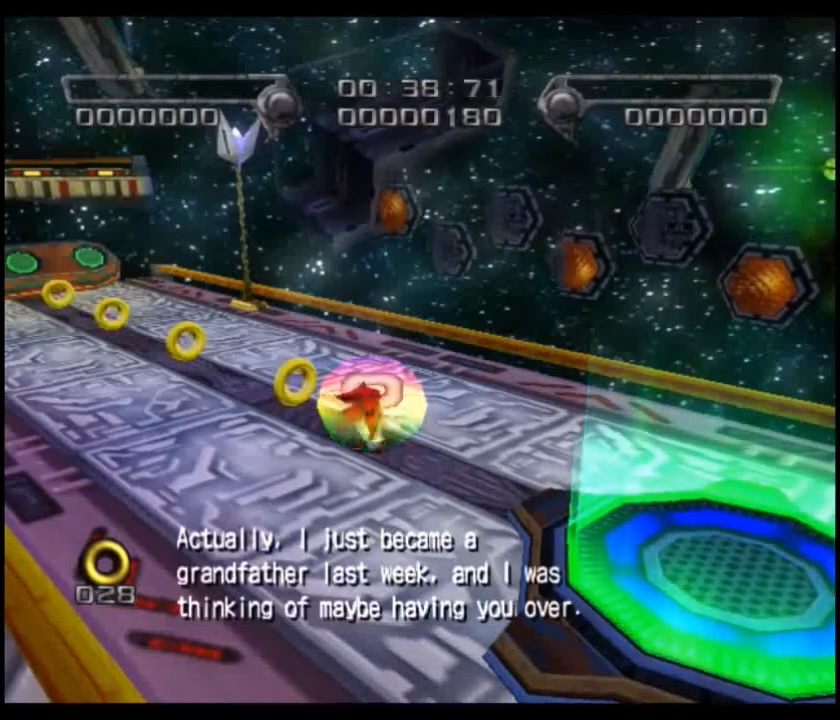 00:38:71
0000000
00000180
0000000
Actually, I just became a
grandfather last week, and I was
thinking of maybe having you over.
028